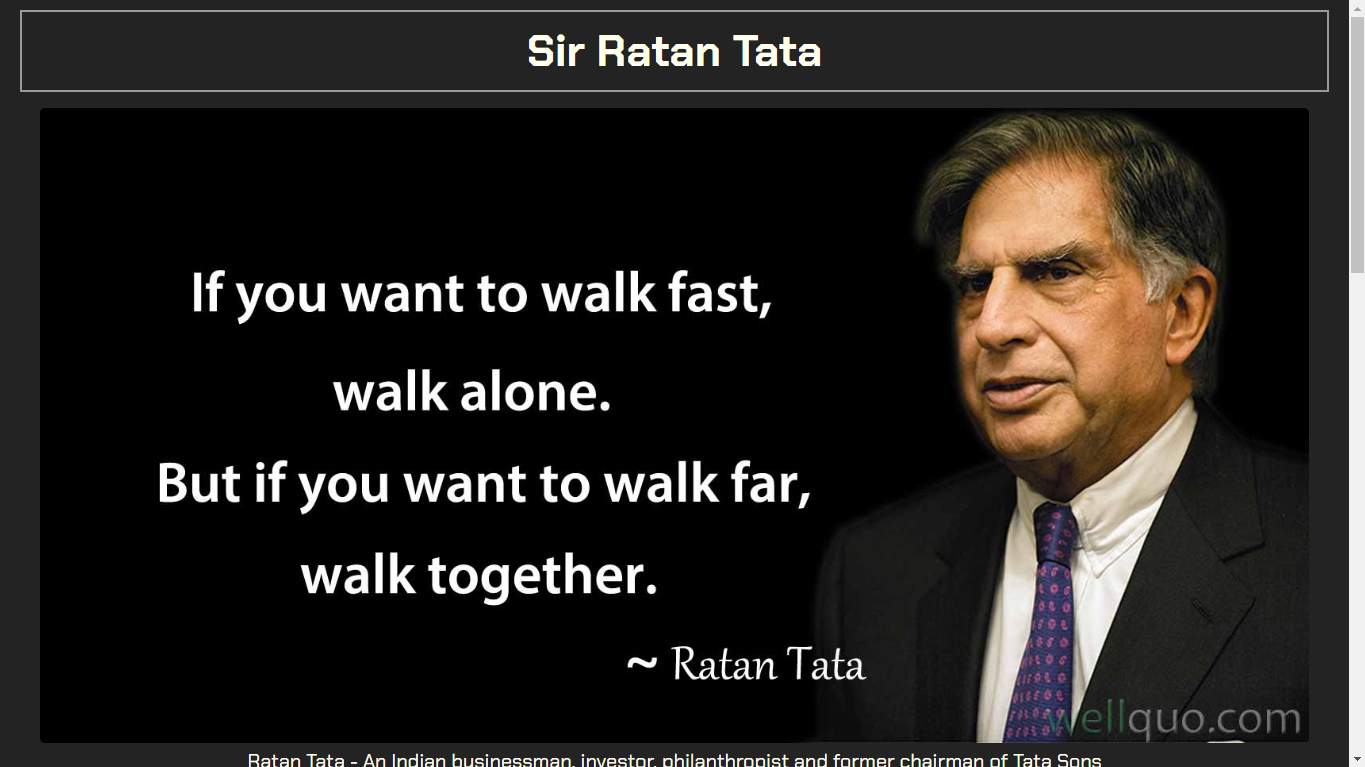 Sir Ratan Tata
If you want to walk fast,
walk alone.
But if you want to walk far,
walk together.
~ Ratan Tata
wellquo.com
Ratan Tata - An Indian businessman, investor, philanthropist and former chairman of Tata Sons